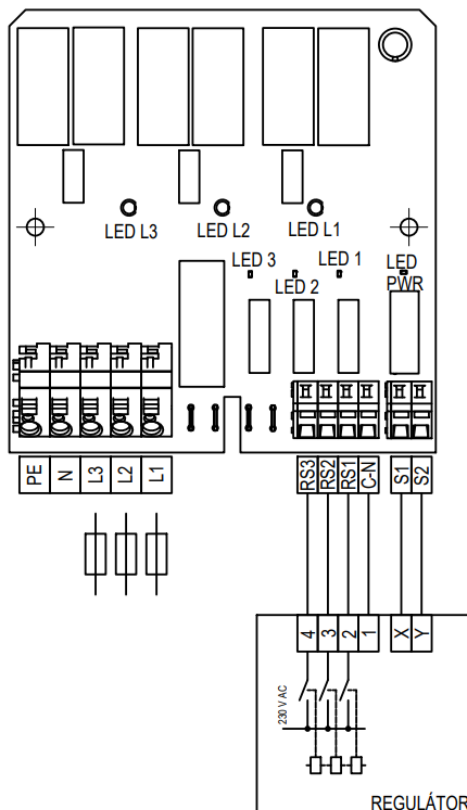 LED L3
LED L2
LED L1
LED 3
LED 2
LED 1
LED
PWR
PE
N
L3
L2
L1
RS3
RS2
RS1
C-N
S1
S2
4
3
2
1
X
Y
230 V AC
REGULÁTOR